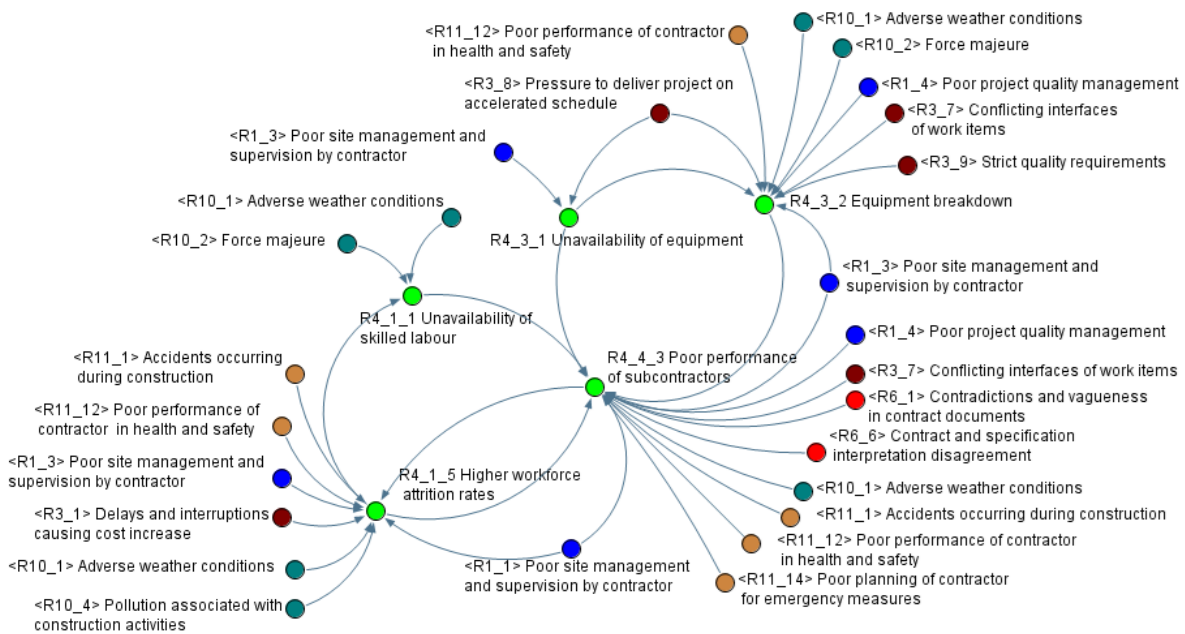 <R10_1> Adverse weather conditions
<R11_12> Poor performance of contractor
in health and safety
<R10_2> Force majeure
<R3_8> Pressure to deliver project on
accelerated schedule
<R1_4> Poor project quality management
<R3_7> Conflicting interfaces
of work items
<R1_3> Poor site management and
supervision by contractor
<R3_9> Strict quality requirements
<R10_1> Adverse weather conditions
R4_3_2 Equipment breakdown
<R10_2> Force majeure
R4_3_1 Unavailability of equipment
<R1_3> Poor site management and
supervision by contractor
R4_1_1 Unavailability of
skilled labour
<R1_4> Poor project quality management
<R11_1> Accidents occurring
during construction
R4_4_3 Poor performance
of subcontractors
<R3_7> Conflicting interfaces of work items
<R6_1> Contradictions and vagueness
in contract documents
<R11_12> Poor performance of
contractor in health and safety
<R6_6> Contract and specification
interpretation disagreement
<R1_3> Poor site management and
supervision by contractor
R4_1_5 Higher workforce
attrition rates
<R10_1> Adverse weather conditions
<R3_1> Delays and interruptions
causing cost increase
<R11_1> Accidents occurring during construction
<R11_12> Poor performance of contractor
in health and safety
<R10_1> Adverse weather conditions
<R1_1> Poor site management
and supervision by contractor
<R11_14> Poor planning of contractor
for emergency measures
<R10_4> Pollution associated with
construction activities